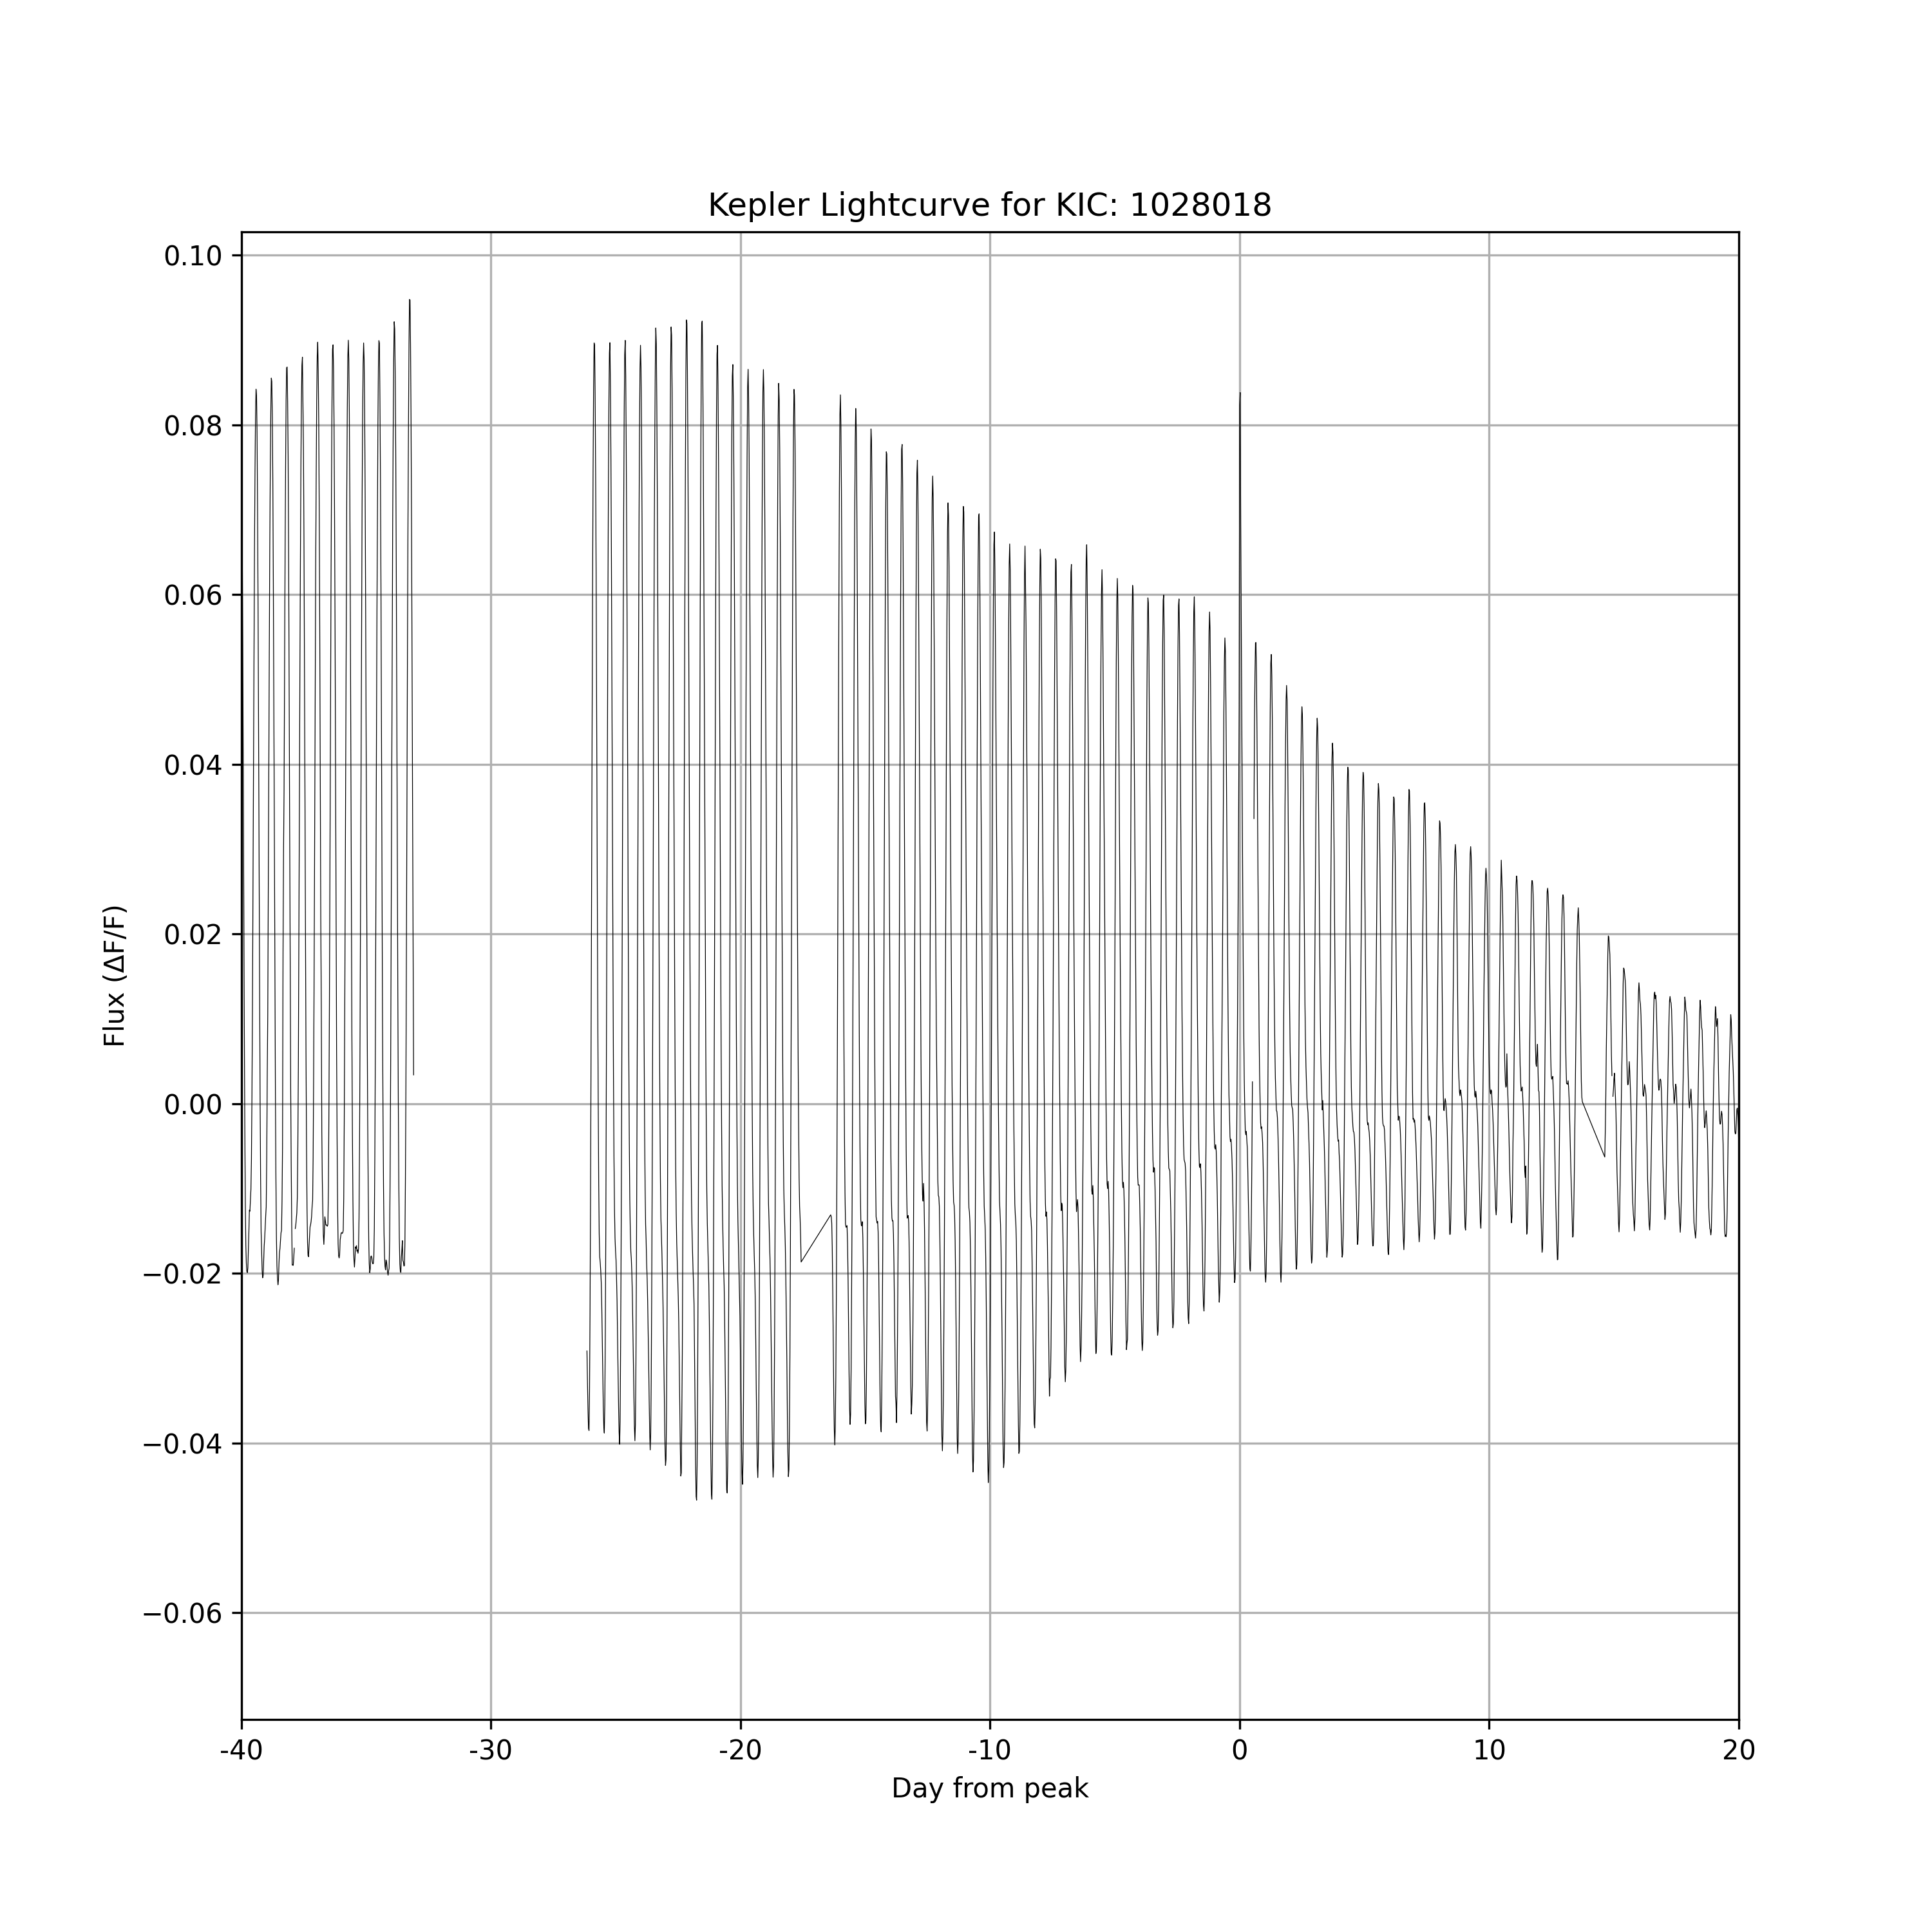 Kepler Lightcurve for KIC: 1028018
0.10
0.08
0.06
0.04
0.02
0.00
−0.02
−0.04
−0.06
Flux (ΔF/F)
-40 -30 -20 -10 0 10 20
Day from peak